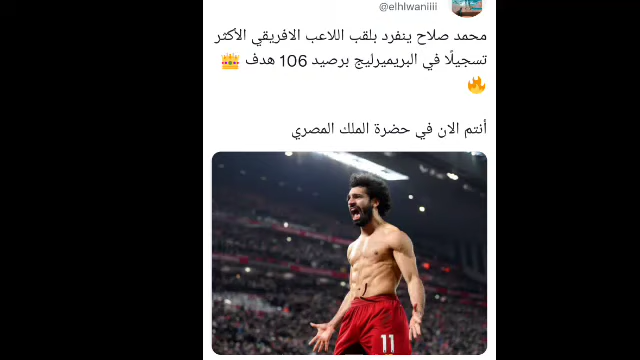 @elhlwaniiii
محمد صلاح ينفرد بلقب اللاعب الافريقي الأكثر
تسجيلًا في البريميرليج برصيد 106 هدف 👑
🔥
أنتم الان في حضرة الملك المصري
11